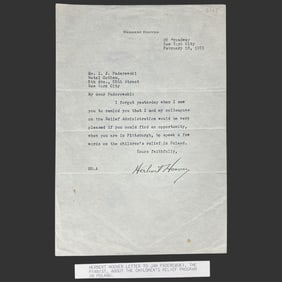 HERBERT HOOVER
42 Broadway
New York City
February 18, 1921
Mr. I. J. Paderewski
Hotel Gotham,
5th Ave., 55th Street
New York City
My dear Paderewski:
I forgot yesterday when I saw
you to remind you that I and my colleagues
on the Relief Administration would be very
pleased if you could find an opportunity,
when you are in Pittsburgh, to speak a few
words on the children's relief in Poland.
Yours faithfully,
Herbert Hoover
HERBERT HOOVER LETTER TO JAN PADEREWSKI, THE
PIANIST, ABOUT THE CHILDREN'S RELIEF PROGRAM
IN POLAND.